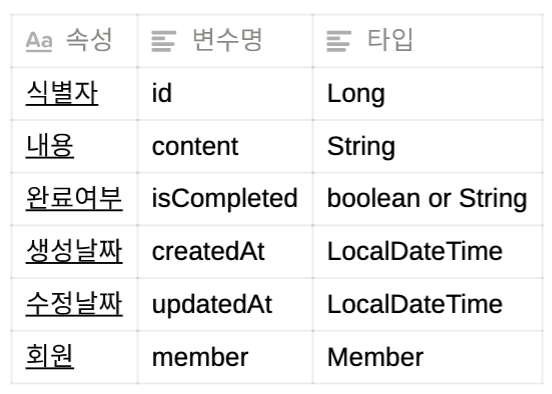 Aa 속성 변수명 타입
식별자 id Long
내용 content String
완료여부 isCompleted boolean or String
생성날짜 createdAt LocalDateTime
수정날짜 updatedAt LocalDateTime
회원 member Member